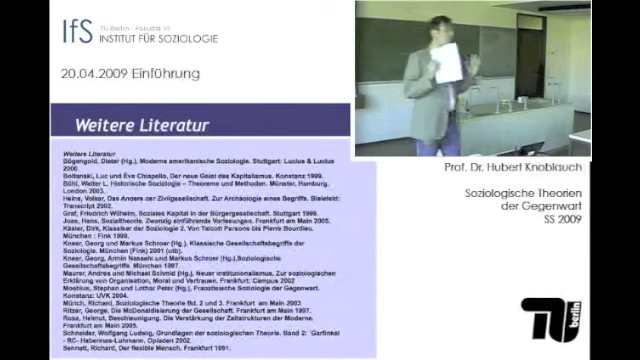 IfS
TU Berlin - Fakultät VI
INSTITUT FÜR SOZIOLOGIE
20.04.2009 Einführung
Weitere Literatur
Weitere Literatur
Bögengold, Dieter (Hg.), Moderne amerikanische Soziologie. Stuttgart: Lucius & Lucius
2000.
Boltanski, Luc und Ève Chiapello, Der neue Geist des Kapitalismus. Konstanz 1999.
Bühl, Walter L. Historische Soziologie – Theoreme und Methoden. Münster, Hamburg,
London 2003.
Heins, Volker, Das Andere der Zivilgesellschaft. Zur Archäologie eines Begriffs. Bielefeld:
Transcript 2002.
Graf, Friedrich Wilhelm, Soziales Kapital in der Bürgergesellschaft. Stuttgart 1999.
Joas, Hans, Sozialtheorie. Zwanzig einführende Vorlesungen. Frankfurt am Main 2005.
Käsler, Dirk, Klassiker der Soziologie 2. Von Talcott Parsons bis Pierre Bourdieu.
München : Fink 1999.
Kneer, Georg und Markus Schroer (Hg.), Klassische Gesellschaftsbegriffe der
Soziologie. München (Fink) 2001 (utb).
Kneer, Georg, Armin Nassehi und Markus Schroer (Hg.),Soziologische
Gesellschaftsbegriffe. München 1997.
Maurer, Andrea und Michael Schmid (Hg.), Neuer Institutionalismus. Zur soziologischen
Erklärung von Organisation, Moral und Vertrauen. Frankfurt: Campus 2002
Moebius, Stephan und Lothar Peter (Hg.), Französische Soziologie der Gegenwart.
Konstanz: UVK 2004.
Münch, Richard, Soziologische Theorie Bd. 2 und 3. Frankfurt am Main 2003
Ritzer, George, Die McDonaldisierung der Gesellschaft. Frankfurt am Main 1997.
Rosa, Helmut, Beschleunigung. Die Verstärkung der Zeitstrukturen der Moderne.
Frankfurt am Main 2005.
Schneider, Wolfgang Ludwig, Grundlagen der soziologischen Theorie. Band 2: Garfinkel
- RC- Habermas-Luhmann. Opladen 2002.
Sennett, Richard, Der flexible Mensch. Frankfurt 1991.
Prof. Dr. Hubert Knoblauch
Soziologische Theorien
der Gegenwart
SS 2009
berlin